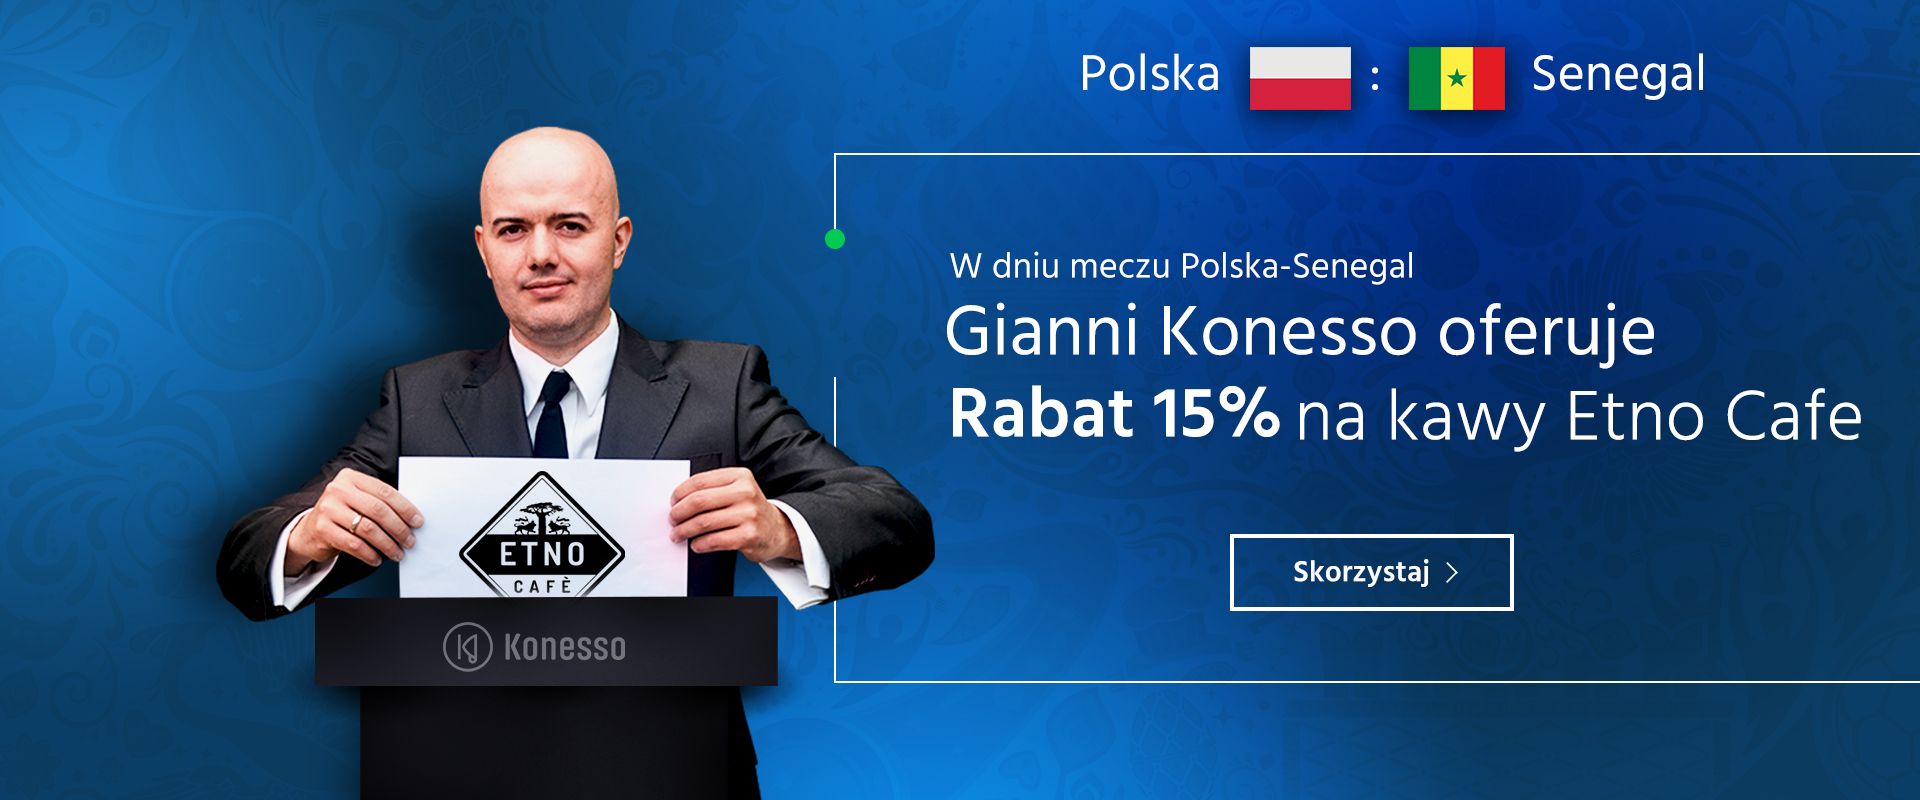 Polska : Senegal
W dniu meczu Polska-Senegal
Gianni Konesso oferuje
Rabat 15% na kawy Etno Cafe
Skorzystaj >
ETNO
CAFÈ
Konesso